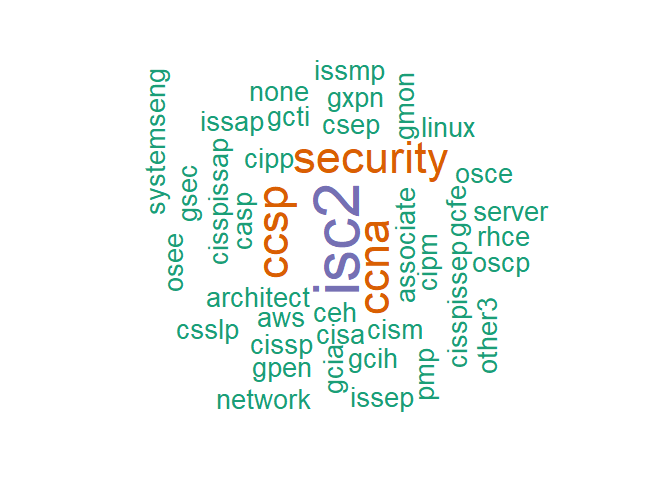 issmp
systemseng
none
gxpn
gmon
issap
gcti
csep
linux
cipp
security
cisspissap
gsec
casp
osce
ccsp
isc2
associate
gcfe
server
ccna
rhce
osee
cipm
oscp
cisspissep
architect
aws
ceh
other3
csslp
cissp
cisa
cism
gpen
gcia
gcih
pmp
network
issep